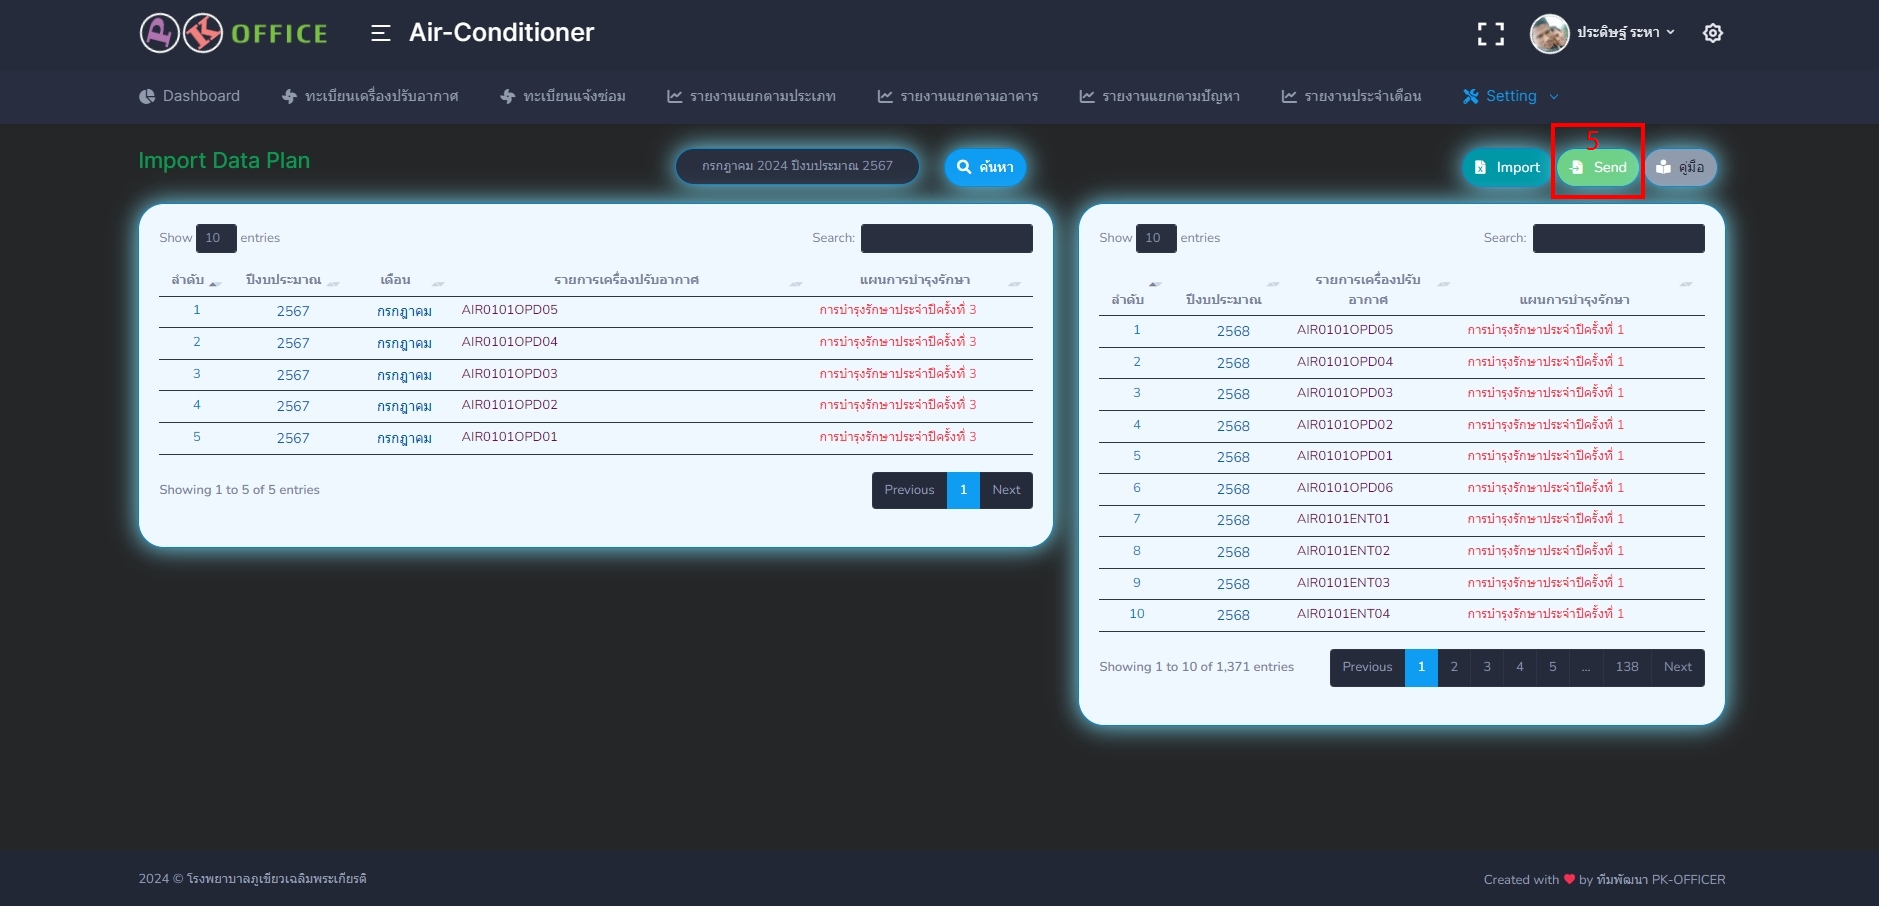 PK OFFICE
Air-Conditioner
ประดิษฐ์ ระหา
Dashboard ทะเบียนเครื่องปรับอากาศ ทะเบียนแจ้งซ่อม รายงานแยกตามประเภท รายงานแยกตามอาคาร รายงานแยกตามปัญหา รายงานประจำเดือน Setting
Import Data Plan
กรกฎาคม 2024 ปีงบประมาณ 2567
ค้นหา
Import
5
Send
คู่มือ
Show 10 entries
Search:
ลำดับ ปีงบประมาณ เดือน รายการเครื่องปรับอากาศ แผนการบำรุงรักษา
1 2567 กรกฎาคม AIR0101OPD05 การบำรุงรักษาประจำปีครั้งที่ 3
2 2567 กรกฎาคม AIR0101OPD04 การบำรุงรักษาประจำปีครั้งที่ 3
3 2567 กรกฎาคม AIR0101OPD03 การบำรุงรักษาประจำปีครั้งที่ 3
4 2567 กรกฎาคม AIR0101OPD02 การบำรุงรักษาประจำปีครั้งที่ 3
5 2567 กรกฎาคม AIR0101OPD01 การบำรุงรักษาประจำปีครั้งที่ 3
Showing 1 to 5 of 5 entries
Previous 1 Next
Show 10 entries
Search:
ลำดับ ปีงบประมาณ รายการเครื่องปรับ
อากาศ แผนการบำรุงรักษา
1 2568 AIR0101OPD05 การบำรุงรักษาประจำปีครั้งที่ 1
2 2568 AIR0101OPD04 การบำรุงรักษาประจำปีครั้งที่ 1
3 2568 AIR0101OPD03 การบำรุงรักษาประจำปีครั้งที่ 1
4 2568 AIR0101OPD02 การบำรุงรักษาประจำปีครั้งที่ 1
5 2568 AIR0101OPD01 การบำรุงรักษาประจำปีครั้งที่ 1
6 2568 AIR0101OPD06 การบำรุงรักษาประจำปีครั้งที่ 1
7 2568 AIR0101ENT01 การบำรุงรักษาประจำปีครั้งที่ 1
8 2568 AIR0101ENT02 การบำรุงรักษาประจำปีครั้งที่ 1
9 2568 AIR0101ENT03 การบำรุงรักษาประจำปีครั้งที่ 1
10 2568 AIR0101ENT04 การบำรุงรักษาประจำปีครั้งที่ 1
Showing 1 to 10 of 1,371 entries
Previous 1 2 3 4 5 ... 138 Next
2024 © โรงพยาบาลภูเขียวเฉลิมพระเกียรติ
Created with ❤ by ทีมพัฒนา PK-OFFICER